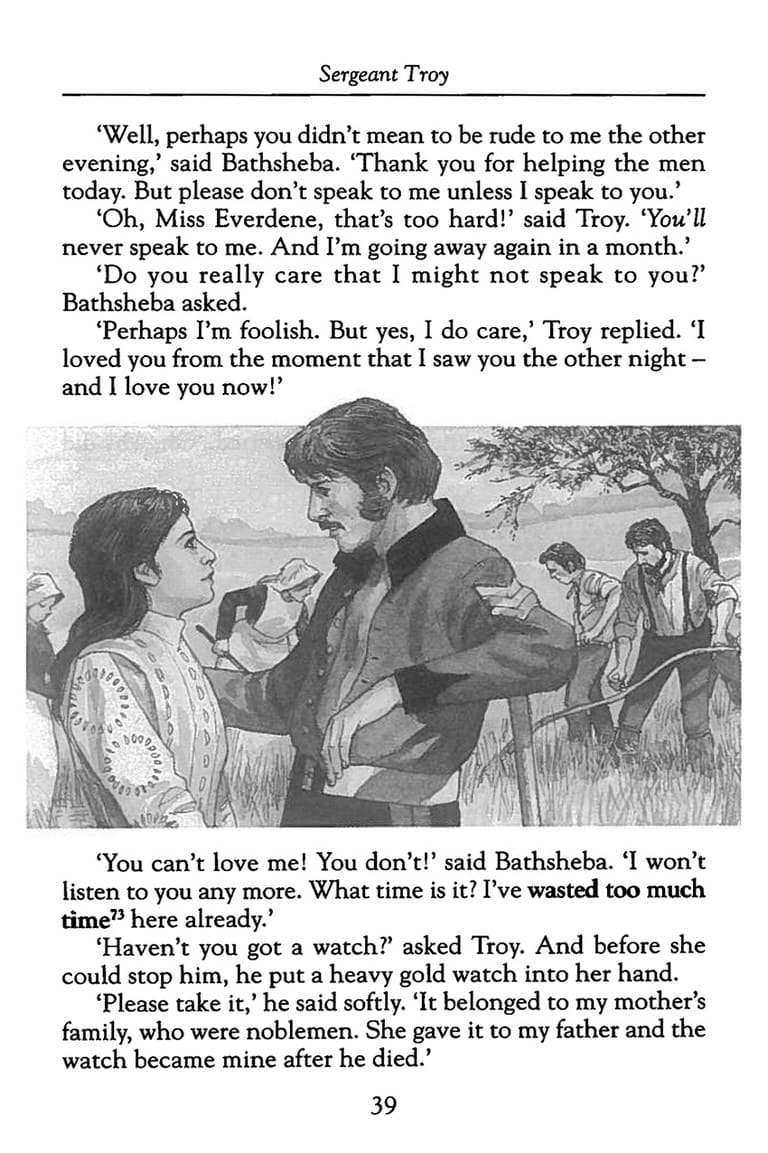 Sergeant Troy
‘Well, perhaps you didn’t mean to be rude to me the other
evening,’ said Bathsheba. ‘Thank you for helping the men
today. But please don’t speak to me unless I speak to you.’
‘Oh, Miss Everdene, that’s too hard!’ said Troy. ‘You’ll
never speak to me. And I’m going away again in a month.’
‘Do you really care that I might not speak to you?’
Bathsheba asked.
‘Perhaps I’m foolish. But yes, I do care,’ Troy replied. ‘I
loved you from the moment that I saw you the other night –
and I love you now!’
‘You can’t love me! You don’t!’ said Bathsheba. ‘I won’t
listen to you any more. What time is it? I’ve wasted too much
time⁷³ here already.’
‘Haven’t you got a watch?’ asked Troy. And before she
could stop him, he put a heavy gold watch into her hand.
‘Please take it,’ he said softly. ‘It belonged to my mother’s
family, who were noblemen. She gave it to my father and the
watch became mine after he died.’
39